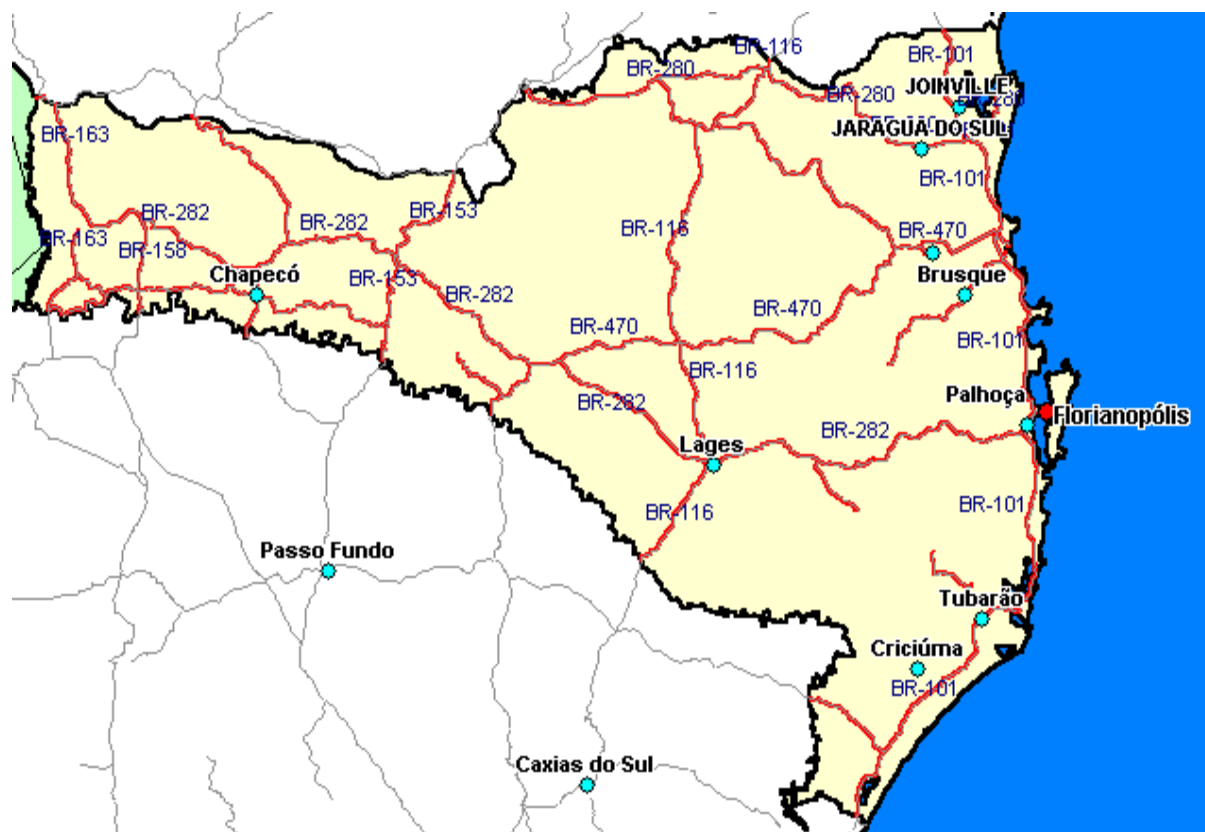 BR-116
BR-101
BR-280
JOINVILLE
BR-280
BR-280
BR-163
JARAGUA DO SUL
BR-101
BR-282
BR-153
BR-282
BR-116
BR-470
BR-163
BR-158
Chapecó
BR-153
Brusque
BR-282
BR-470
BR-470
BR-101
BR-116
BR-282
Palhoça
Florianopólis
BR-282
Lages
BR-101
BR-116
Passo Fundo
Tubarão
Criciúma
BR-101
Caxias do Sul